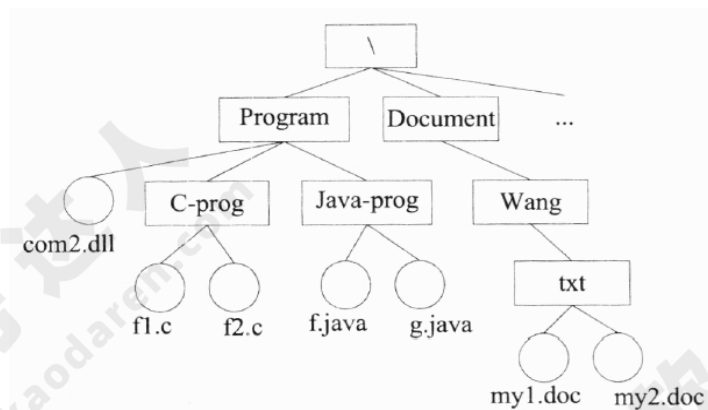 \
Program
Document
...
C-prog
Java-prog
Wang
com2.dll
txt
f1.c
f2.c
f.java
g.java
my1.doc
my2.doc